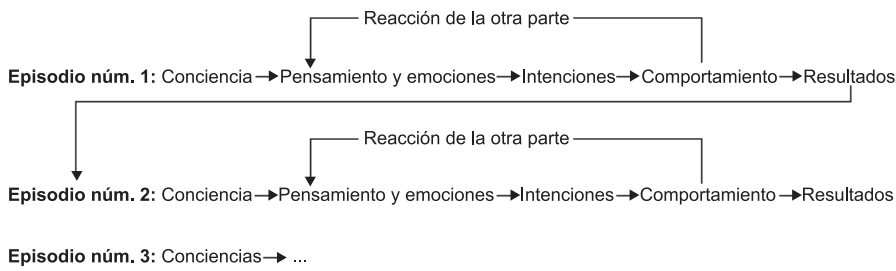 Reacción de la otra parte
Episodio núm. 1: Conciencia Pensamiento y emociones Intenciones Comportamiento Resultados
Reacción de la otra parte
Episodio núm. 2: Conciencia Pensamiento y emociones Intenciones Comportamiento Resultados
Episodio núm. 3: Conciencias ...